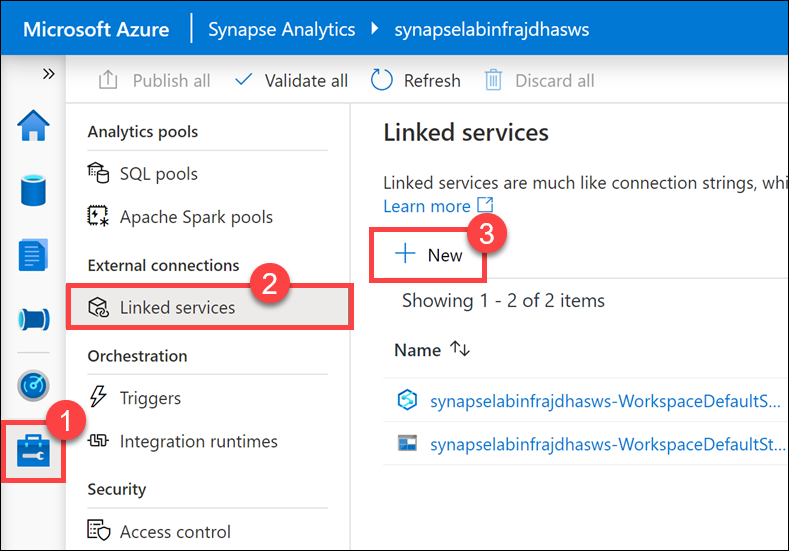 Microsoft Azure Synapse Analytics synapselabinfrajdhasws
Publish all Validate all Refresh Discard all
Analytics pools
SQL pools
Apache Spark pools
External connections
2
Linked services
Orchestration
Triggers
Integration runtimes
Security
Access control
1
Linked services
Linked services are much like connection strings, whi
Learn more
3
+ New
Showing 1 - 2 of 2 items
Name
synapselabinfrajdhasws-WorkspaceDefaultS...
synapselabinfrajdhasws-WorkspaceDefaultSt...